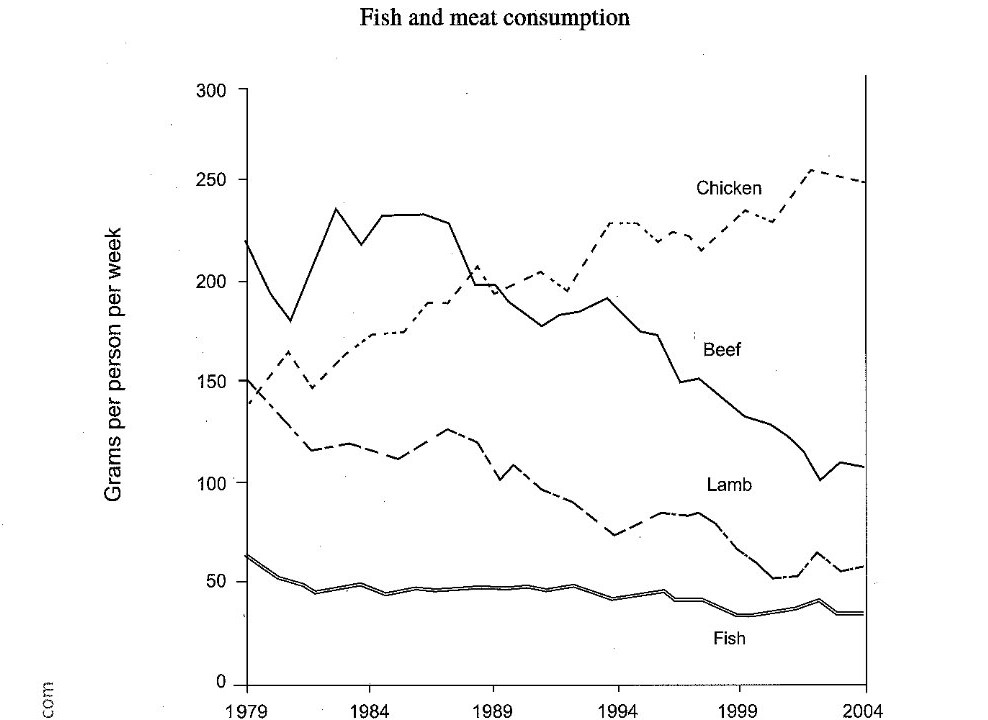 Fish and meat consumption
300
250
200
150
100
50
0
Grams per person per week
Chicken
Beef
Lamb
Fish
1979 1984 1989 1994 1999 2004
com